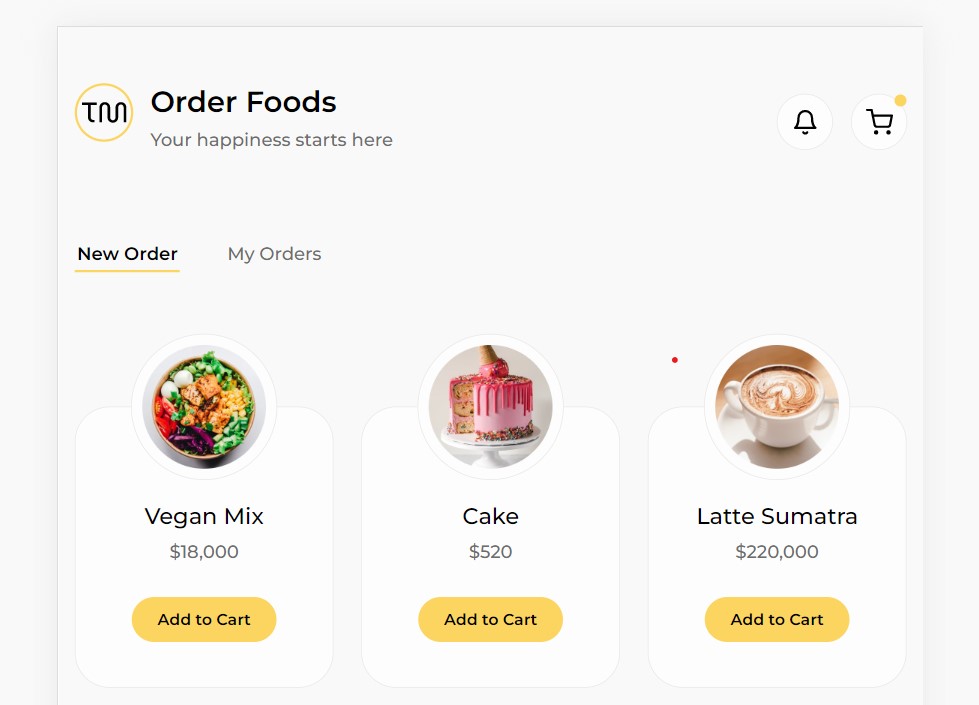 TM
Order Foods
Your happiness starts here
New Order
My Orders
Vegan Mix
$18,000
Add to Cart
Cake
$520
Add to Cart
Latte Sumatra
$220,000
Add to Cart